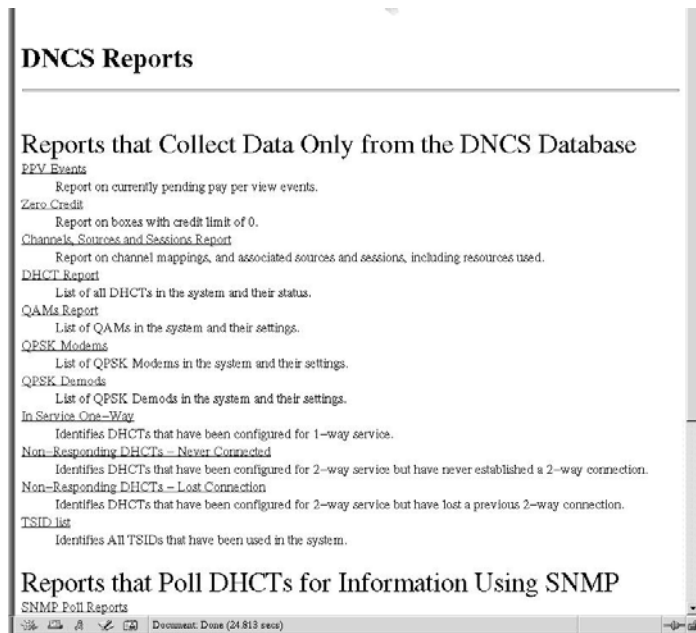 DNCS Reports
Reports that Collect Data Only from the DNCS Database
PPV Events
Report on currently pending pay per view events.
Zero Credit
Report on boxes with credit limit of 0.
Channels, Sources and Sessions Report
Report on channel mappings, and associated sources and sessions, including resources used.
DHCT Report
List of all DHCTs in the system and their status.
QAMs Report
List of QAMs in the system and their settings.
QPSK Modems
List of QPSK Modems in the system and their settings.
QPSK Demods
List of QPSK Demods in the system and their settings.
In Service One-Way
Identifies DHCTs that have been configured for 1-way service.
Non-Responding DHCTs - Never Connected
Identifies DHCTs that have been configured for 2-way service but have never established a 2-way connection.
Non-Responding DHCTs - Lost Connection
Identifies DHCTs that have been configured for 2-way service but have lost a previous 2-way connection.
TSID list
Identifies All TSIDs that have been used in the system.
Reports that Poll DHCTs for Information Using SNMP
SNMP Poll Reports
Document: Done (24.813 secs)